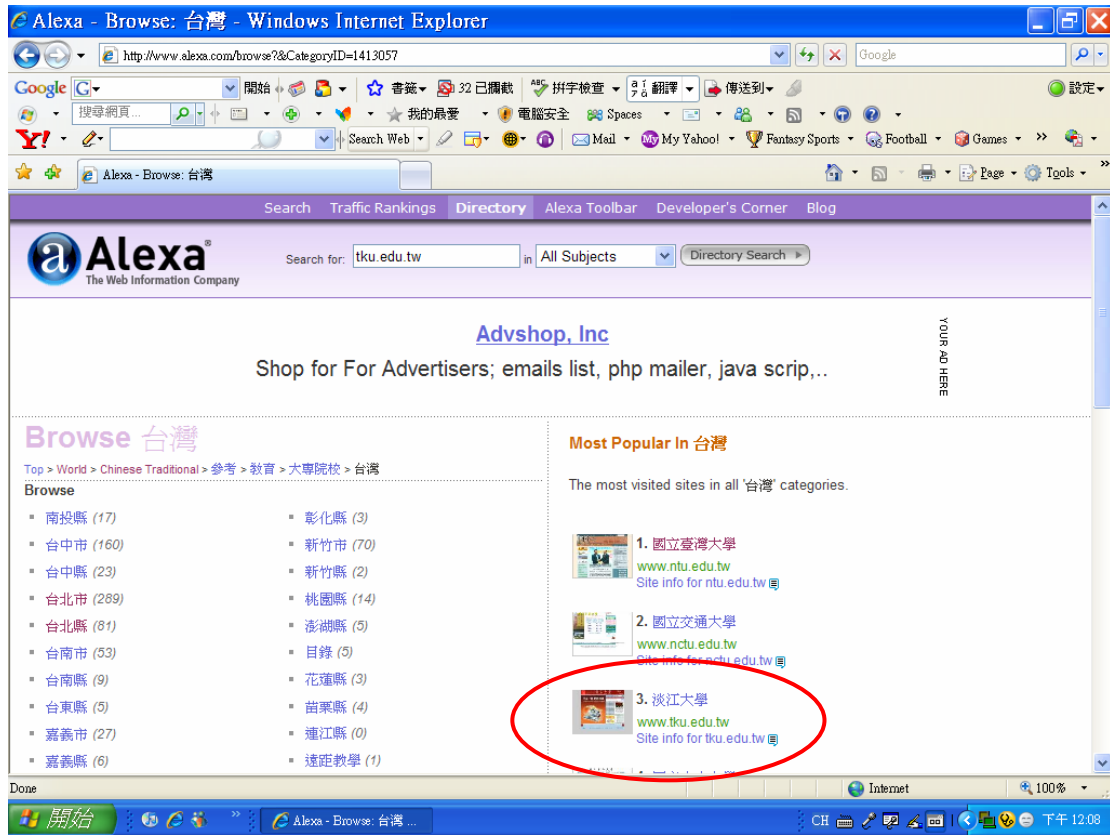 Alexa - Browse: 台灣 - Windows Internet Explorer
http://www.alexa.com/browse?&CategoryID=1413057
Google
Google G 開始 書籤 32 已攔截 拼字檢查 翻譯 傳送到 設定
搜尋網頁... 我的最愛 電腦安全 Spaces
Y! Search Web Mail My Yahoo! Fantasy Sports Football Games
Alexa - Browse: 台灣 Page Tools
Search Traffic Rankings Directory Alexa Toolbar Developer's Corner Blog
a Alexa®
The Web Information Company
Search for: tku.edu.tw in All Subjects Directory Search
Advshop, Inc
Shop for For Advertisers; emails list, php mailer, java scrip,..
YOUR AD HERE
Browse 台灣
Top > World > Chinese Traditional > 參考 > 教育 > 大專院校 > 台灣
Browse
南投縣 (17) 彰化縣 (3)
台中市 (160) 新竹市 (70)
台中縣 (23) 新竹縣 (2)
台北市 (289) 桃園縣 (14)
台北縣 (81) 澎湖縣 (5)
台南市 (53) 目錄 (5)
台南縣 (9) 花蓮縣 (3)
台東縣 (5) 苗栗縣 (4)
嘉義市 (27) 連江縣 (0)
嘉義縣 (6) 遠距教學 (1)
Most Popular In 台灣
The most visited sites in all '台灣' categories.
1. 國立臺灣大學
www.ntu.edu.tw
Site info for ntu.edu.tw
2. 國立交通大學
www.nctu.edu.tw
Site info for nctu.edu.tw
3. 淡江大學
www.tku.edu.tw
Site info for tku.edu.tw
Done Internet 100%
開始 Alexa - Browse: 台灣 ... CH 下午 12:08